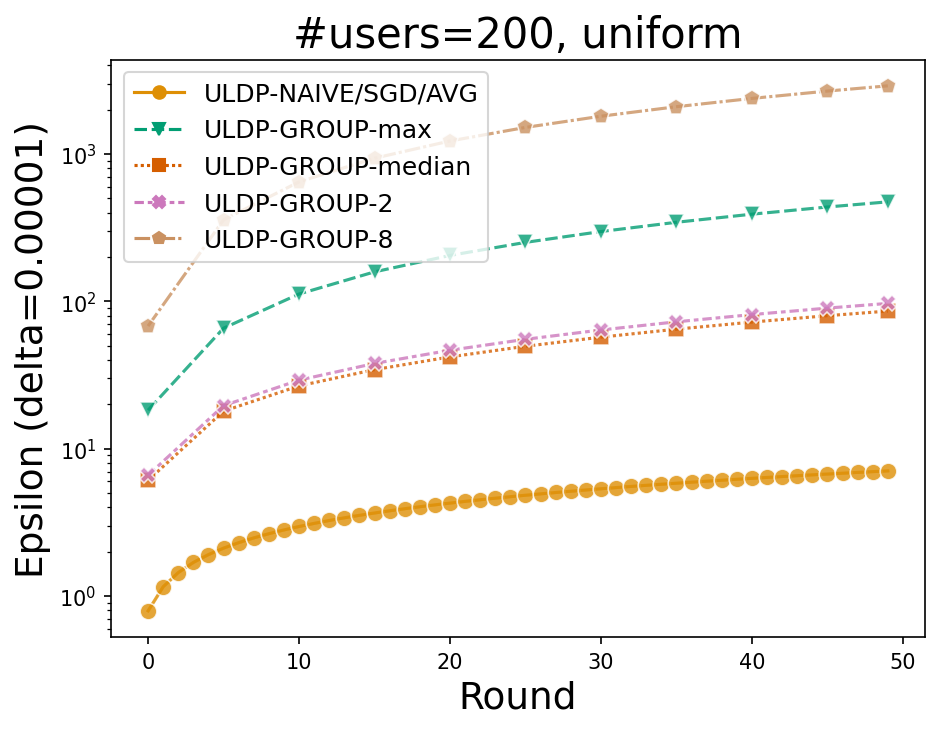 #users=200, uniform
ULDP-NAIVE/SGD/AVG
ULDP-GROUP-max
ULDP-GROUP-median
ULDP-GROUP-2
ULDP-GROUP-8
Epsilon (delta=0.00001)
10³
10²
10¹
10⁰
0 10 20 30 40 50
Round